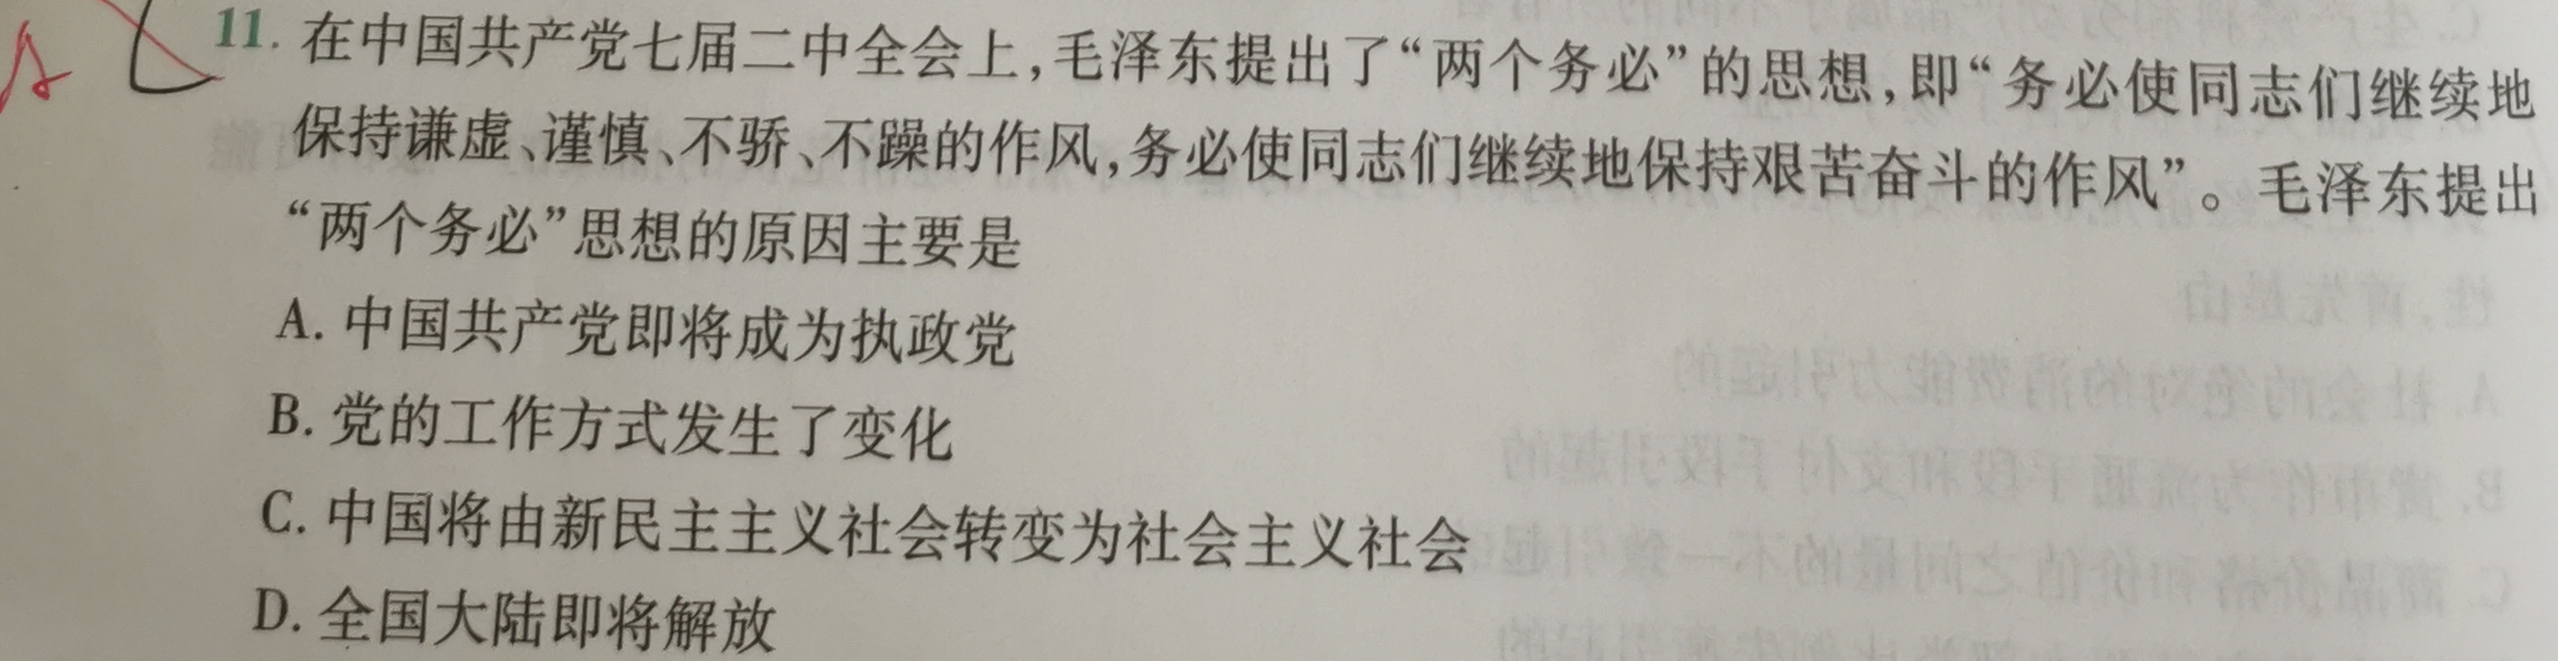 A C 11. 在中国共产党七届二中全会上,毛泽东提出了“两个务必”的思想,即“务必使同志们继续地
保持谦虚、谨慎、不骄、不躁的作风,务必使同志们继续地保持艰苦奋斗的作风”。毛泽东提出
“两个务必”思想的原因主要是
A. 中国共产党即将成为执政党
B. 党的工作方式发生了变化
C. 中国将由新民主主义社会转变为社会主义社会
D. 全国大陆即将解放